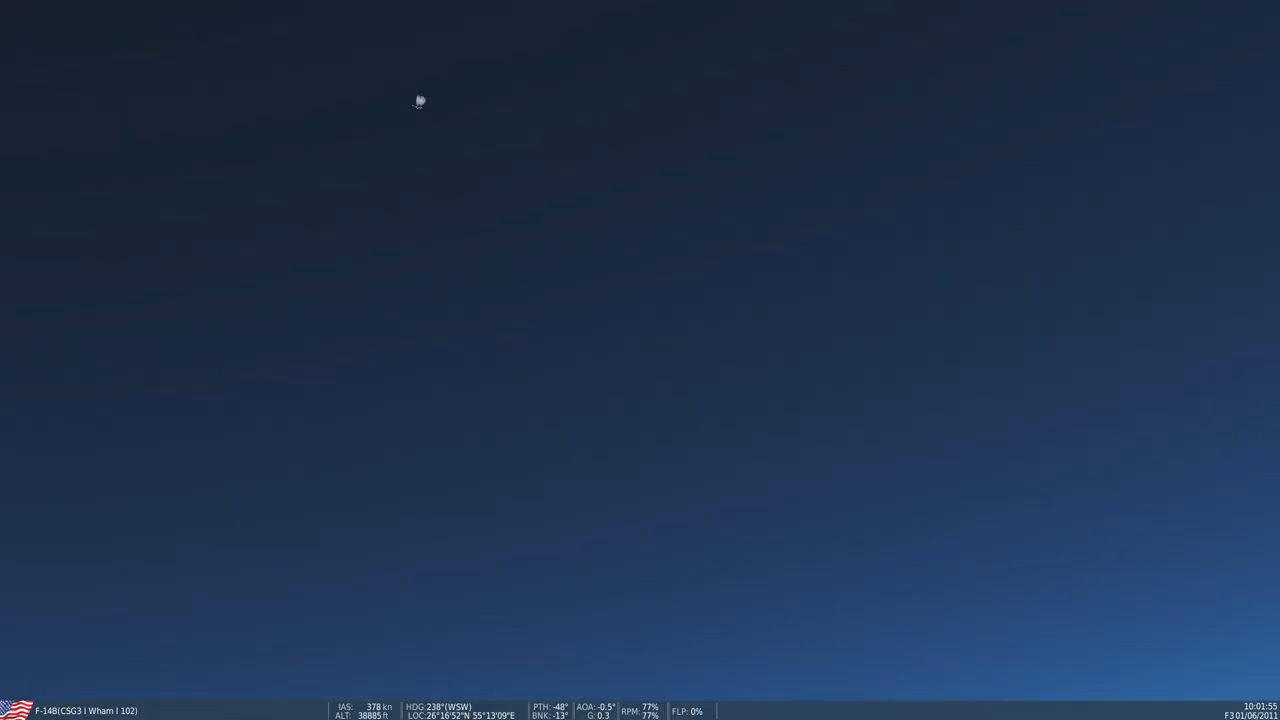 F-14B(CSG3 | Wham | 102)
IAS: 378 kn
ALT: 38885 ft
HDG:238°(WSW)
LOC:26°16'52"N 55°13'09"E
PTH: -48°
BNK: -13°
AOA: -0.5°
G: 0.3
RPM: 77%
77%
FLP: 0%
10:01:55
F3 01/06/2011